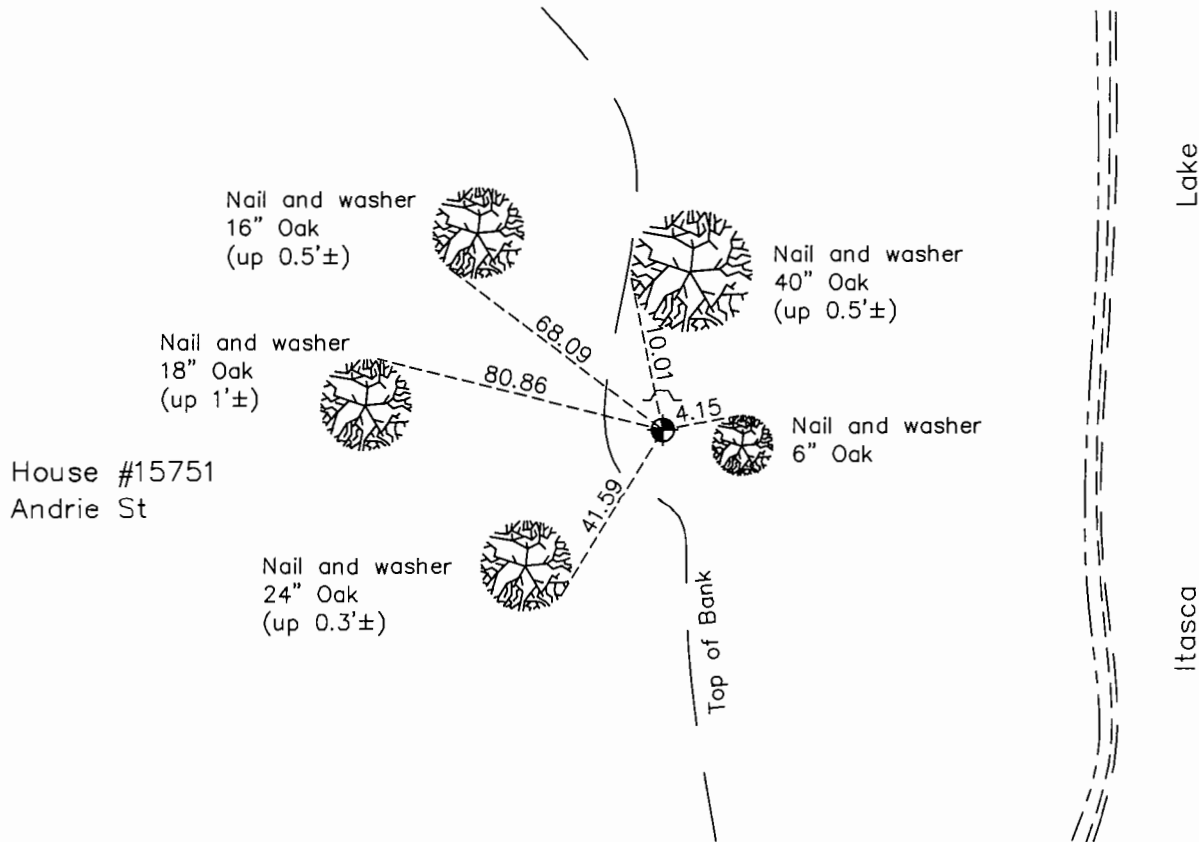 Nail and washer
16" Oak
(up 0.5'±)
Nail and washer
40" Oak
(up 0.5'±)
Lake
68.09
10.01
Nail and washer
18" Oak
(up 1'±)
80.86
4.15
Nail and washer
6" Oak
House #15751
Andrie St
41.59
Nail and washer
24" Oak
(up 0.3'±)
Top of Bank
Itasca